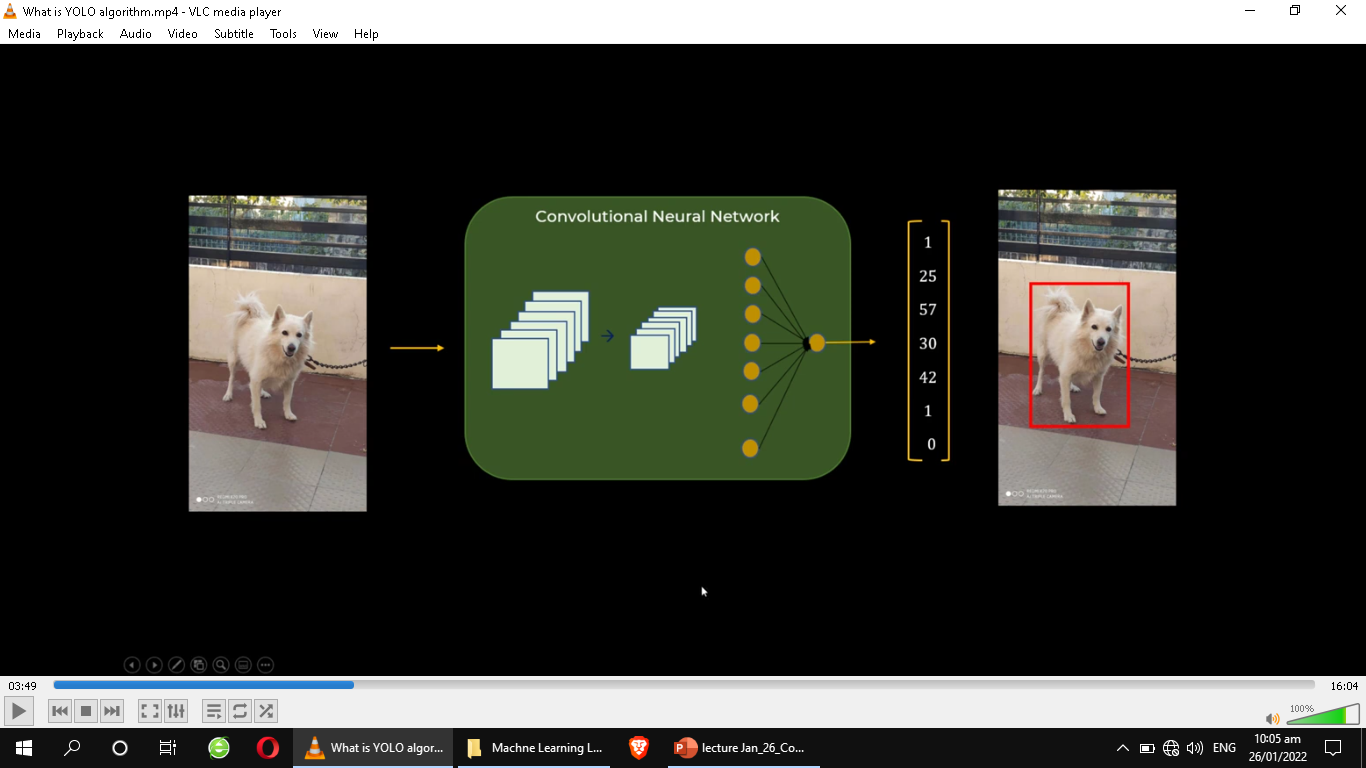 What is YOLO algorithm.mp4 - VLC media player
Media Playback Audio Video Subtitle Tools View Help
Convolutional Neural Network
1
25
57
30
42
1
0
03:49
16:04
100%
What is YOLO algor...
Machne Learning L...
lecture Jan_26_Co...
ENG
10:05 am
26/01/2022